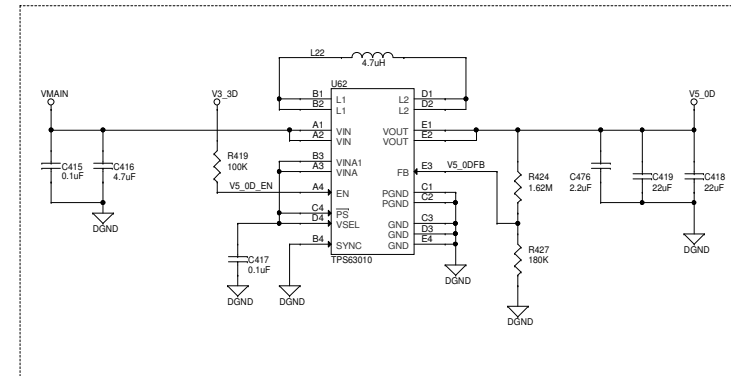 L22
4.7uH
U62
VMAIN
V3_3D
V5_0D
B1 L1 L2 D1
B2 L1 L2 D2
A1 VIN VOUT E1
A2 VIN VOUT E2
B3 VINA1
A3 VINA FB E3 V5_0DFB
V5_0D_EN A4 EN
PGND C1
PGND C2
C4 PS
D4 VSEL
GND C3
GND D3
B4 SYNC GND E4
TPS63010
C415
0.1uF
C416
4.7uF
DGND
R419
100K
C417
0.1uF
DGND
DGND
DGND
R424
1.62M
R427
180K
DGND
C476
2.2uF
C419
22uF
C418
22uF
DGND